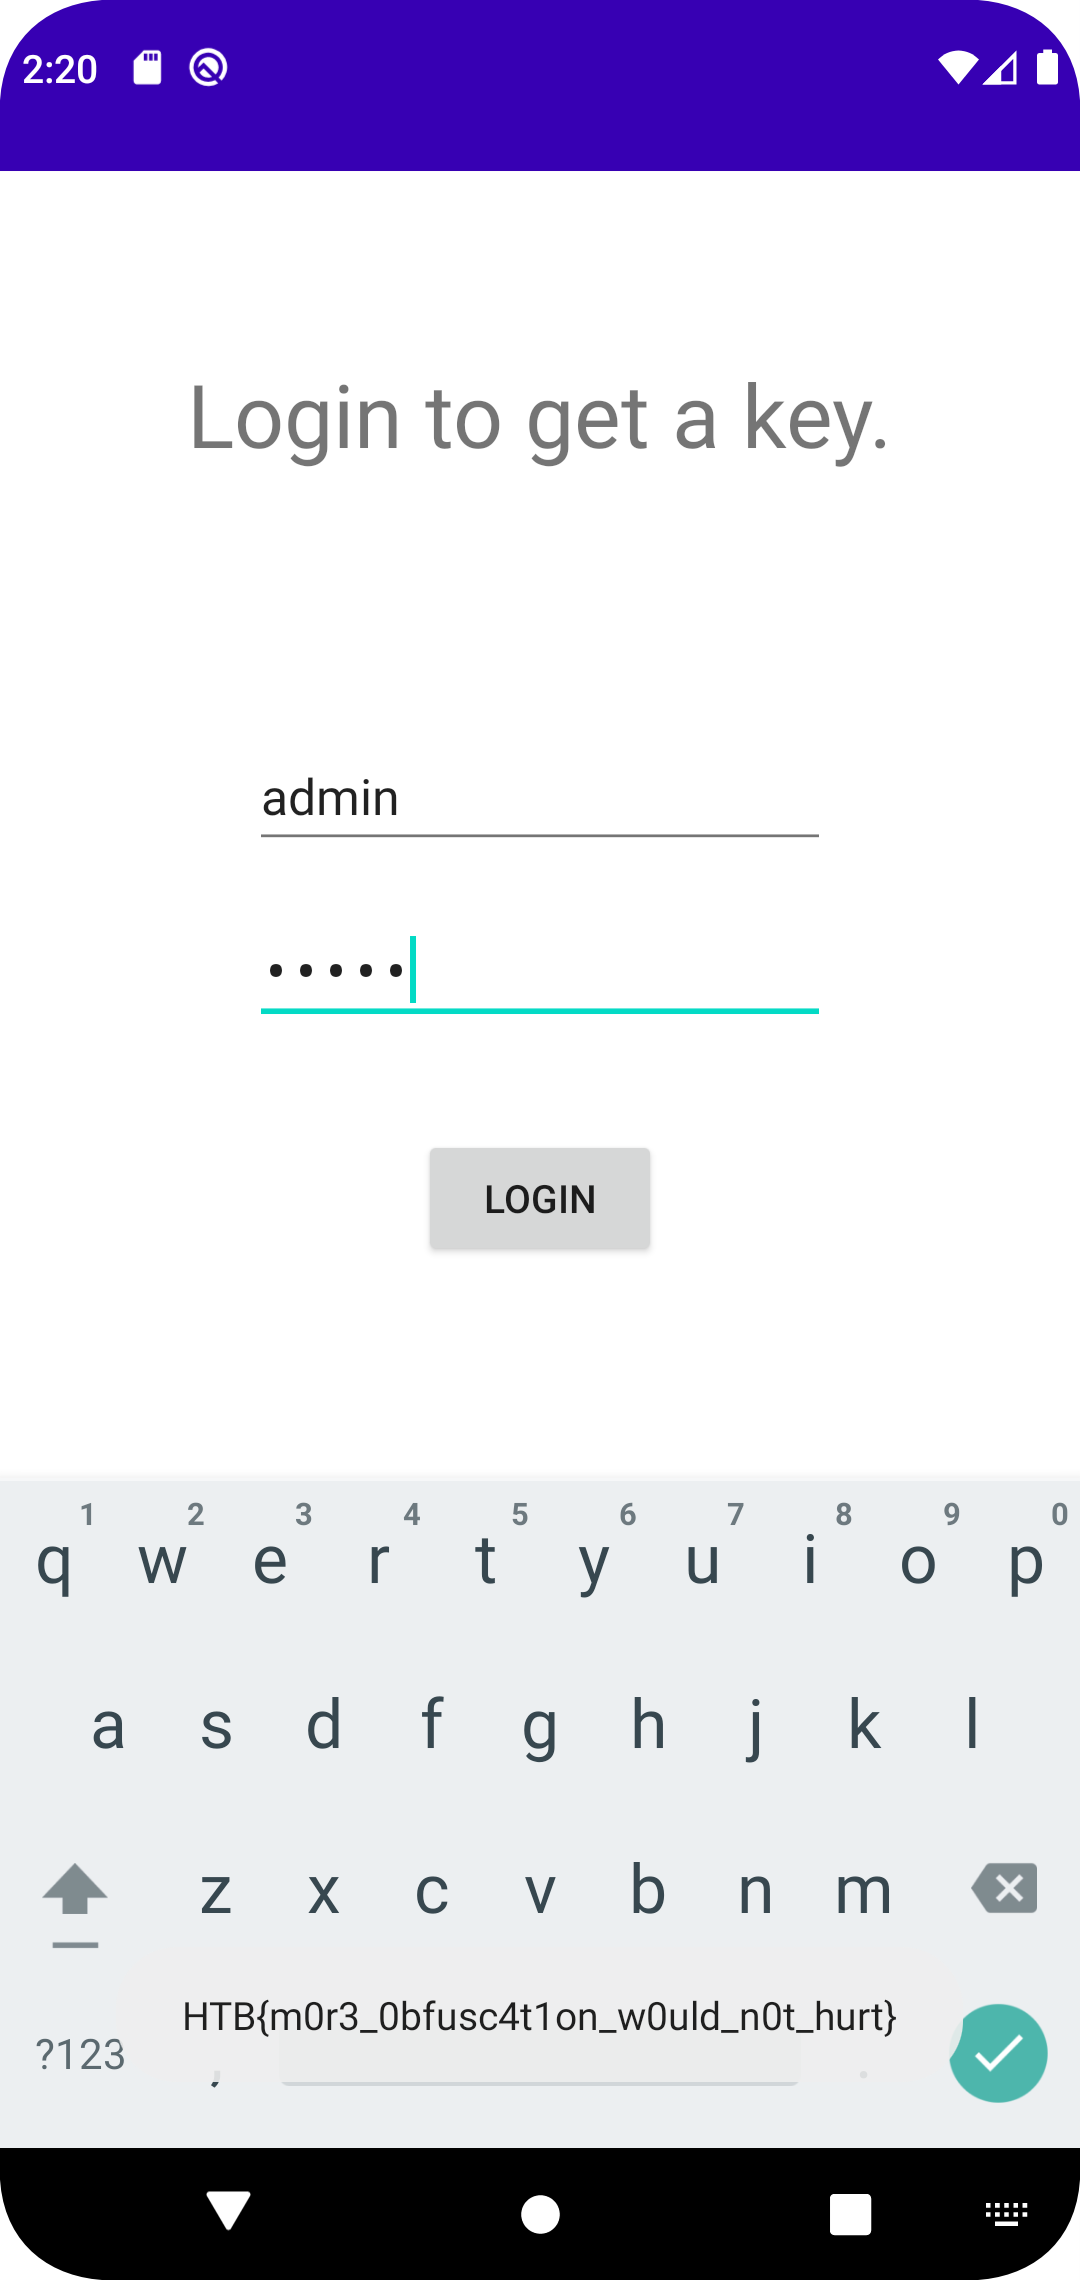 2:20
Login to get a key.
admin
LOGIN
1 2 3 4 5 6 7 8 9 0
q w e r t y u i o p
a s d f g h j k l
z x c v b n m
HTB{m0r3_0bfusc4t1on_w0uld_n0t_hurt}
?123 , .